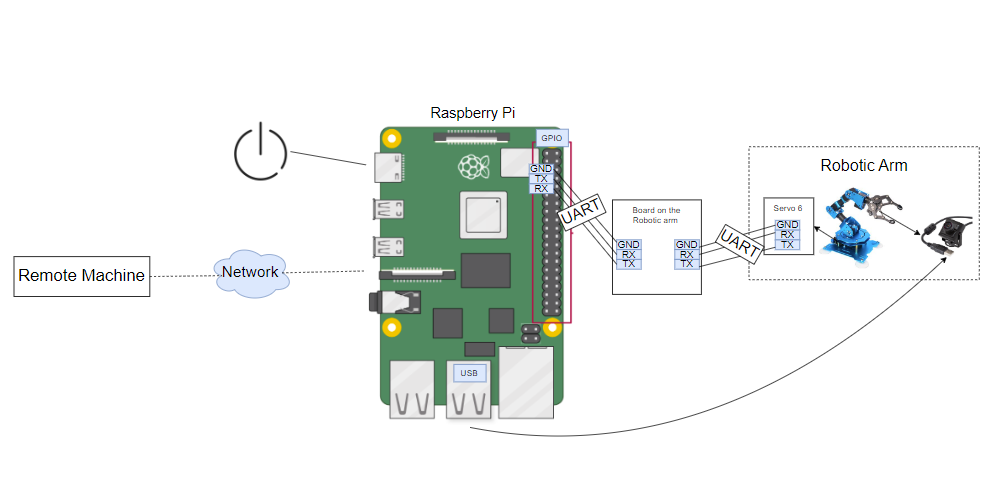 Raspberry Pi
GPIO
GND
TX
RX
UART
Board on the
Robotic arm
GND
RX
TX
GND
RX
TX
UART
Robotic Arm
Servo 6
GND
RX
TX
Remote Machine
Network
USB